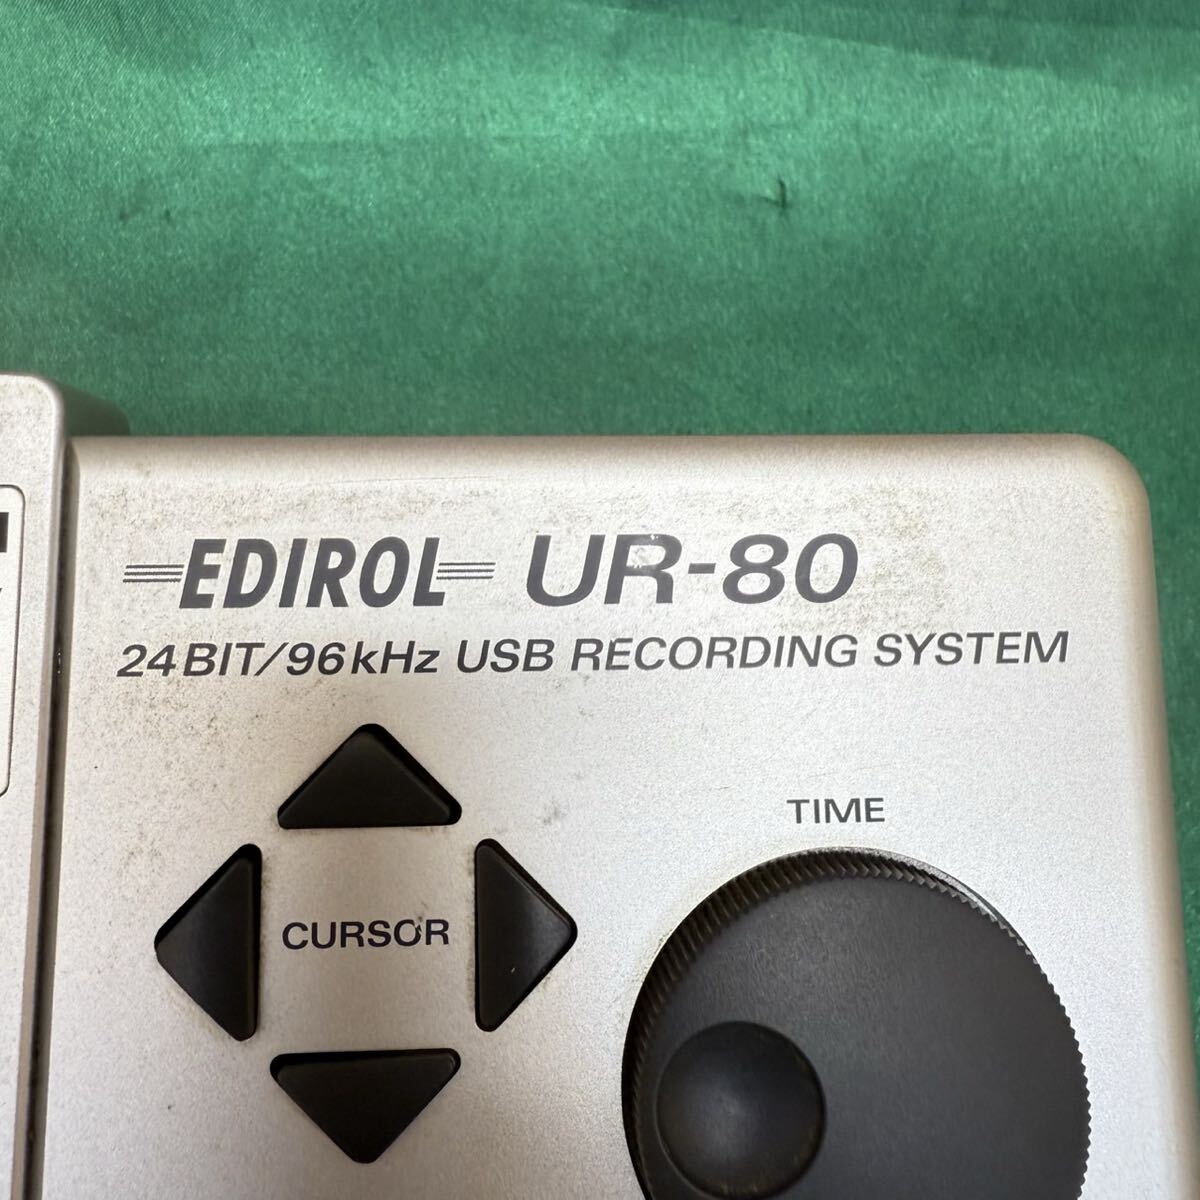 EDIROL UR-80
24BIT/96kHz USB RECORDING SYSTEM
TIME
CURSOR